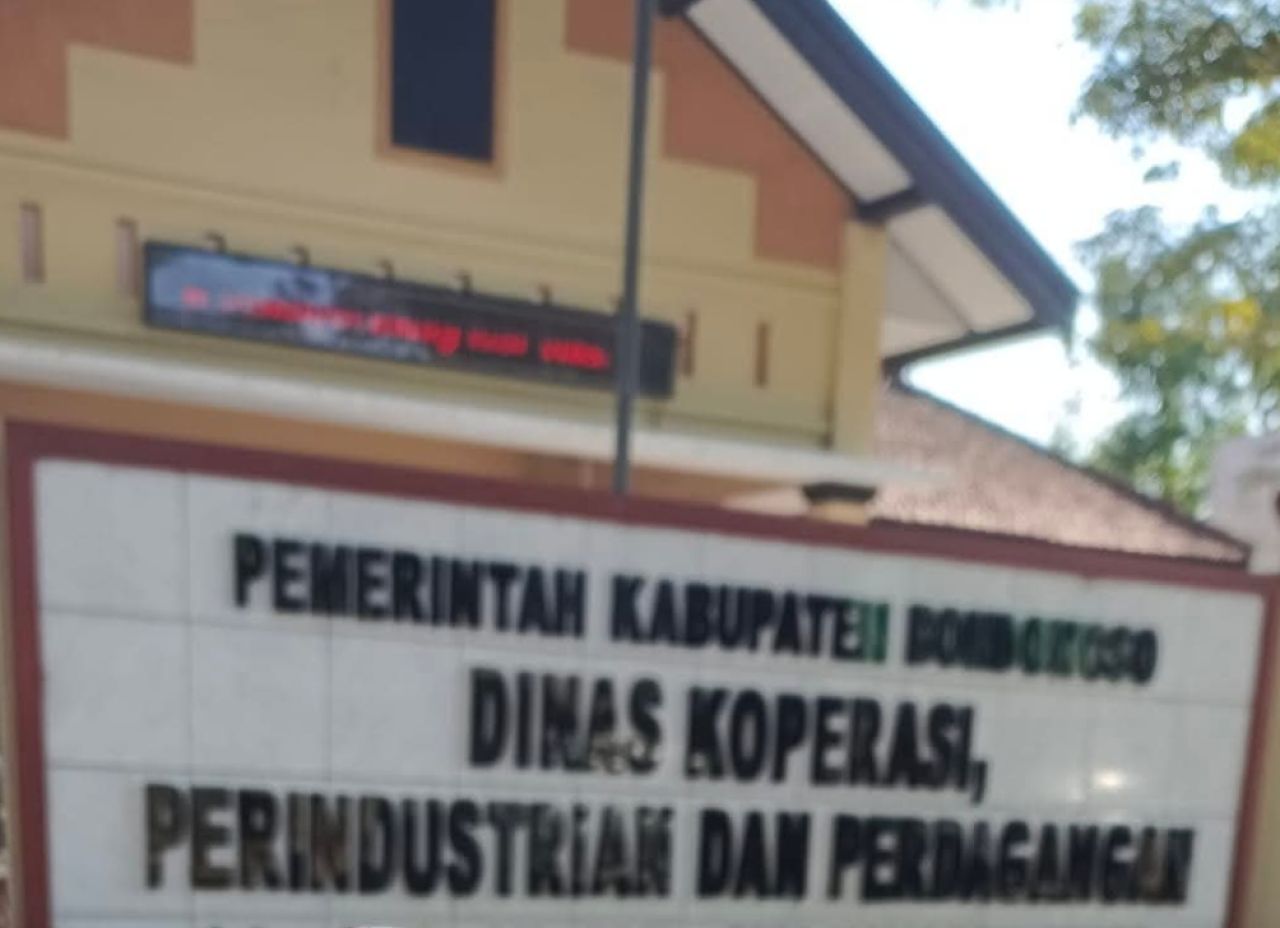 PEMERINTAH KABUPATEN BONDOWOSO
DINAS KOPERASI,
PERINDUSTRIAN DAN PERDAGANGAN